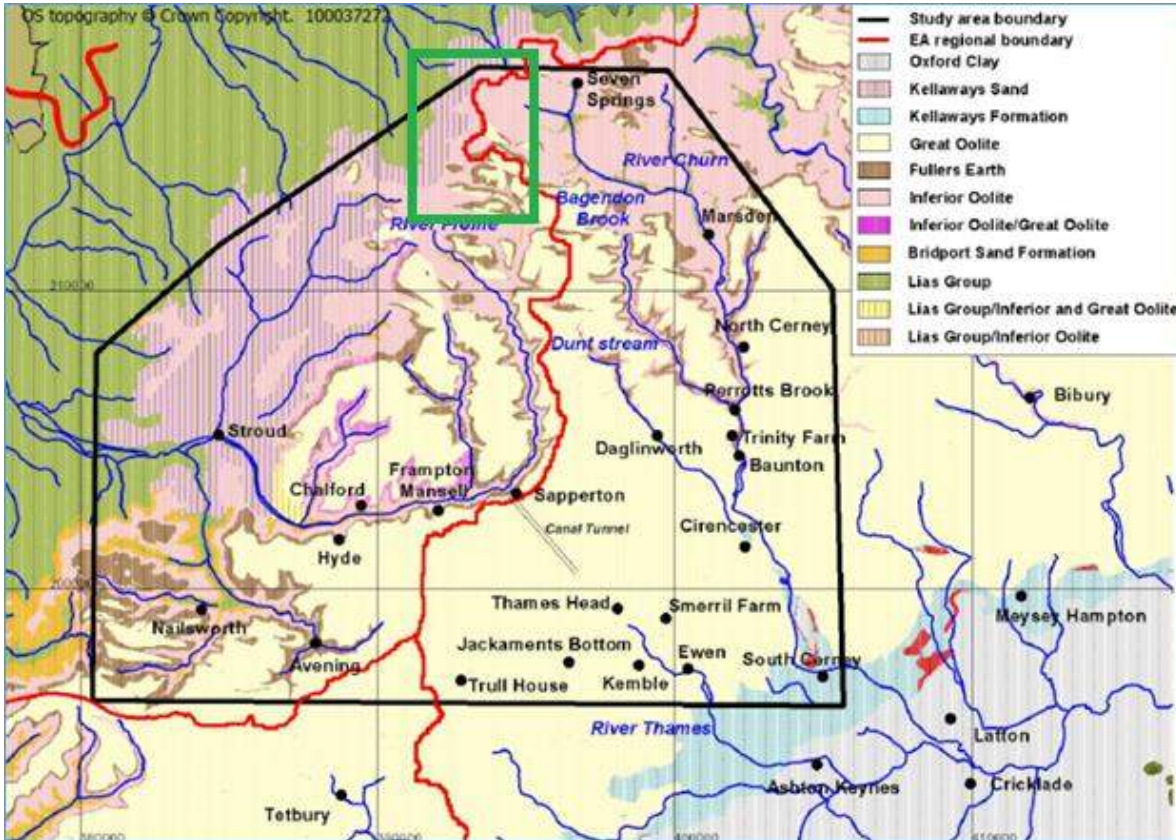 OS topography © Crown Copyright. 100037272
Study area boundary
EA regional boundary
Oxford Clay
Kellaways Sand
Kellaways Formation
Great Oolite
Fullers Earth
Inferior Oolite
Inferior Oolite/Great Oolite
Bridport Sand Formation
Lias Group
Lias Group/Inferior and Great Oolite
Lias Group/Inferior Oolite
Seven
Springs
River Churn
Bagendon
Brook
Marsden
River Frome
210000
North Cerney
Dunt stream
Perrotts Brook
Bibury
Stroud
Daglinworth
Trinity Farm
Baunton
Chalford
Frampton
Mansell
Sapperton
Canal Tunnel
Cirencester
Hyde
200000
Thames Head
Smerril Farm
Meysey Hampton
Nailsworth
Avening
Jackaments Bottom
Ewen
South Cerney
Trull House
Kemble
River Thames
Latton
Ashton Keynes
Cricklade
Tetbury
400000
410000